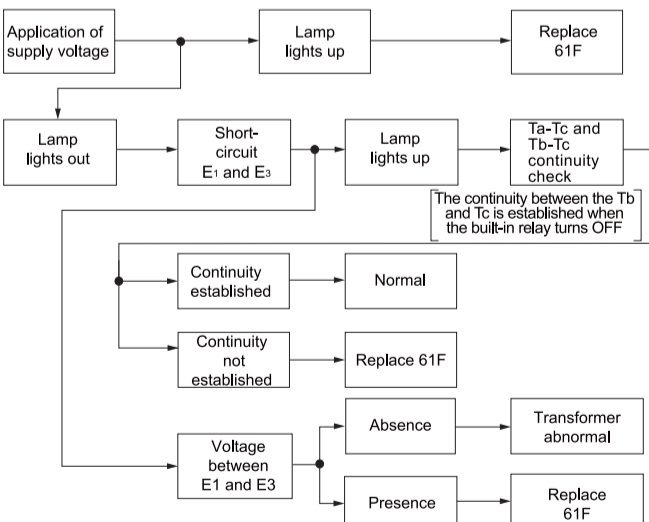 Application of
supply voltage
Lamp
lights up
Replace
61F
Lamp
lights out
Short-
circuit
E1 and E3
Lamp
lights up
Ta-Tc and
Tb-Tc
continuity
check
The continuity between the Tb
and Tc is established when
the built-in relay turns OFF
Continuity
established
Normal
Continuity
not
established
Replace 61F
Voltage
between
E1 and E3
Absence
Transformer
abnormal
Presence
Replace
61F